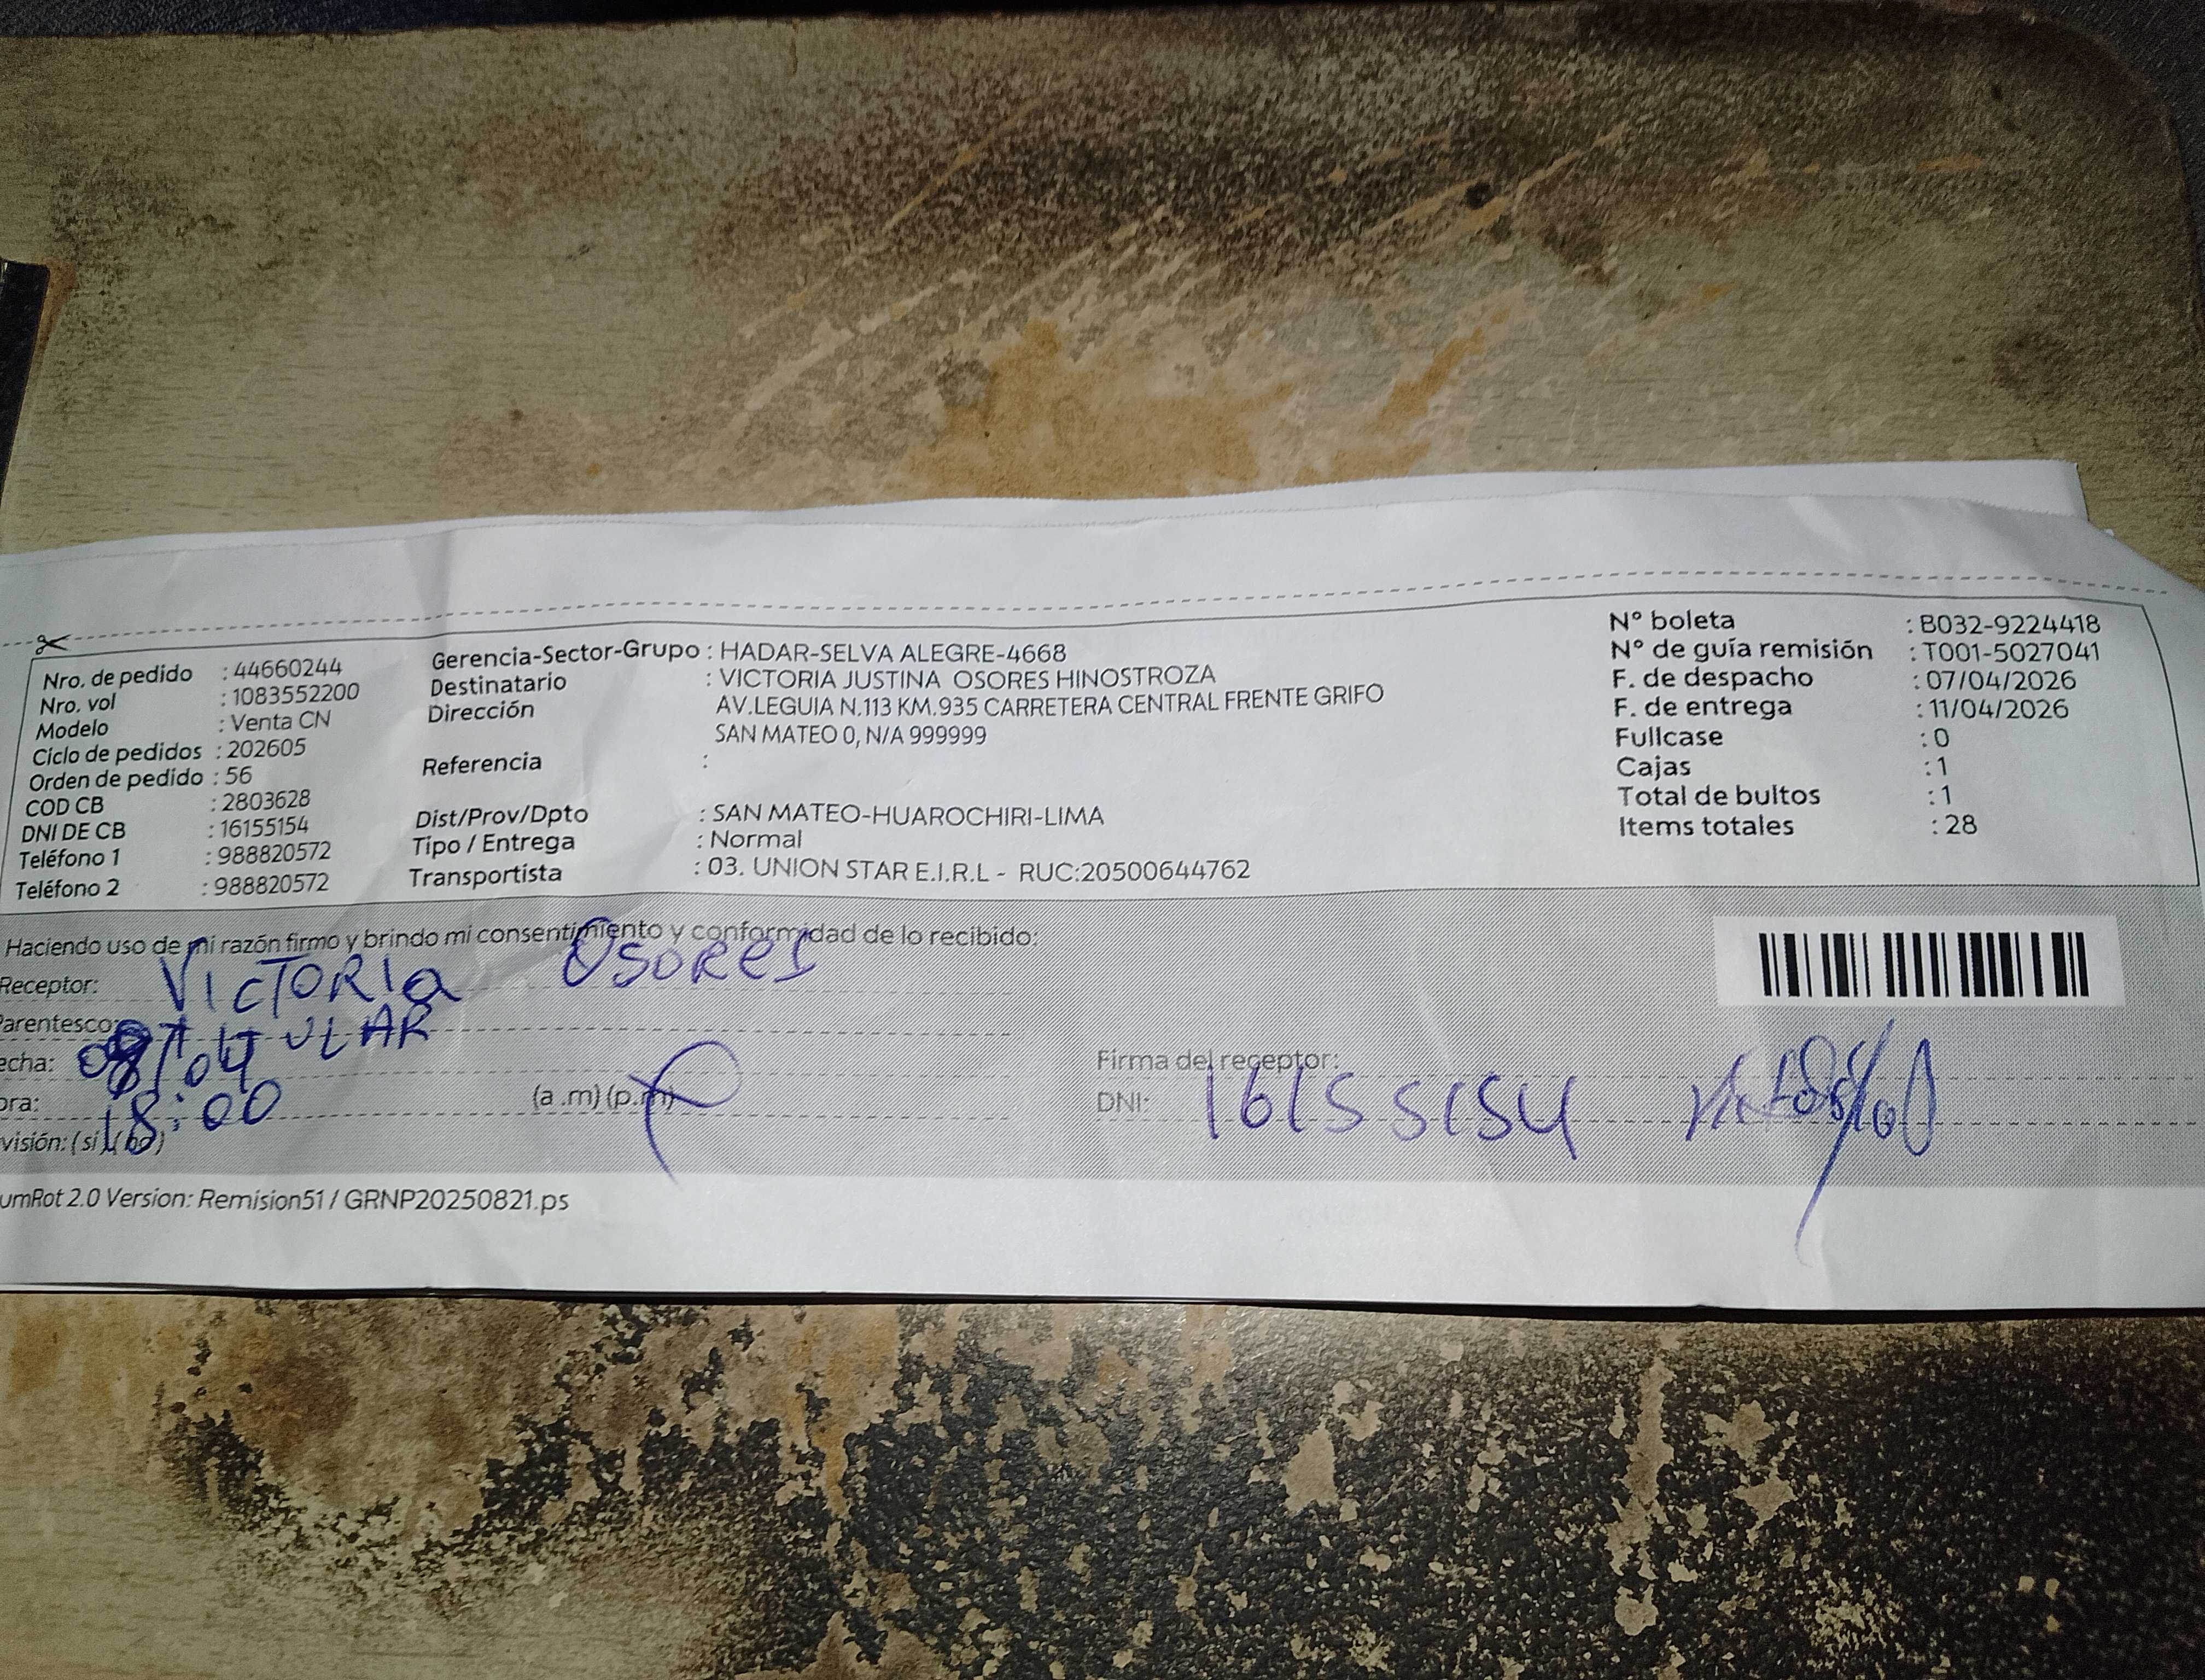 Nro. de pedido : 44660244
Nro. vol : 1083552200
Modelo : Venta CN
Ciclo de pedidos : 202605
Orden de pedido : 56
COD CB : 2803628
DNI DE CB : 16155154
Teléfono 1 : 988820572
Teléfono 2 : 988820572
Gerencia-Sector-Grupo : HADAR-SELVA ALEGRE-4668
Destinatario : VICTORIA JUSTINA OSORES HINOSTROZA
Dirección AV.LEGUIA N.113 KM.935 CARRETERA CENTRAL FRENTE GRIFO
SAN MATEO 0, N/A 999999
Referencia :
Dist/Prov/Dpto : SAN MATEO-HUAROCHIRI-LIMA
Tipo / Entrega : Normal
Transportista : 03. UNION STAR E.I.R.L - RUC:20500644762
N° boleta : B032-9224418
N° de guía remisión : T001-5027041
F. de despacho : 07/04/2026
F. de entrega : 11/04/2026
Fullcase : 0
Cajas : 1
Total de bultos : 1
Items totales : 28
Haciendo uso de mi razón firmo y brindo mi consentimiento y conformidad de lo recibido:
Receptor: VICTORIA OSORES
Parentesco: TITULAR
echa: 08/04
ora: 18:00 (a.m) (p.m)
visión: (si) (no)
Firma del receptor:
DNI: 16155154
umRot 2.0 Version: Remision51 / GRNP20250821.ps